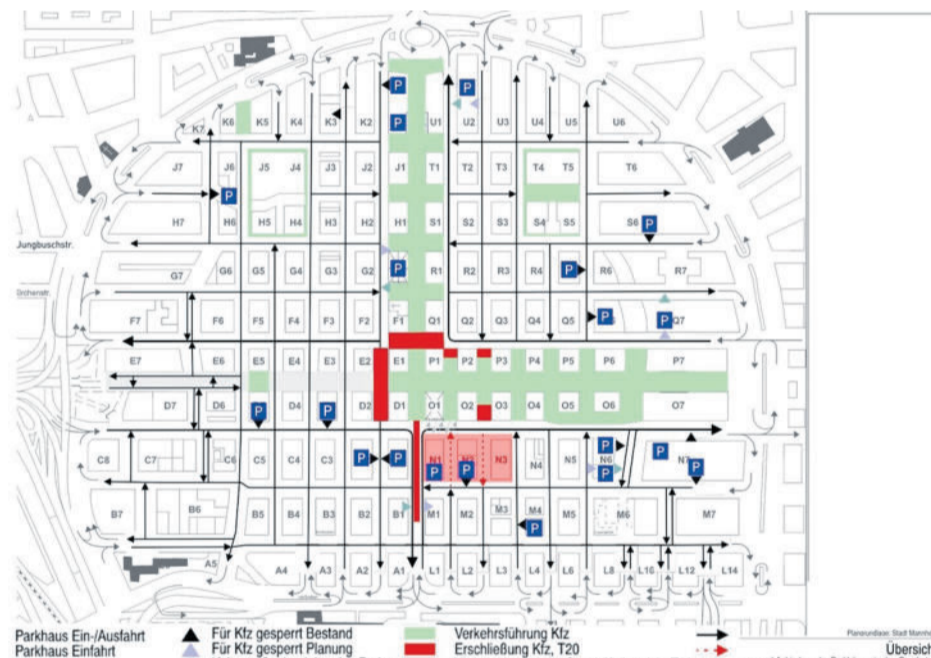 K7 K6 K5 K4 K3 K2 P U1 U2 U3 U4 U5 U6
P
P
J7 J6 J5 J4 J3 J2 J1 T1 T2 T3 T4 T5 T6
P
H7 H6 H5 H4 H3 H2 H1 S1 S2 S3 S4 S5 S6
P
Jungbuschstr.
G7 G6 G5 G4 G3 G2 P R1 R2 R3 R4 P R6 R7
F7 F6 F5 F4 F3 F2 F1 Q1 Q2 Q3 Q4 Q5 P P Q7
E7 E6 E5 E4 E3 E2 E1 P1 P2 P3 P4 P5 P6 P7
D7 D6 P D4 P D2 D1 O1 O2 O3 O4 O5 O6 O7
C8 C7 C6 C5 C4 C3 P P N1 N2 N3 N4 N5 N6 N7
P P P P P P
B7 B6 B5 B4 B3 B2 B1 M1 M2 M3 M4 M5 M6 M7
P
A5 A4 A3 A2 A1 L1 L2 L3 L4 L6 L8 L10 L12 L14
Parkhaus Ein-/Ausfahrt Für Kfz gesperrt Bestand Verkehrsführung Kfz
Parkhaus Einfahrt Für Kfz gesperrt Planung Erschließung Kfz, T20 Übersich